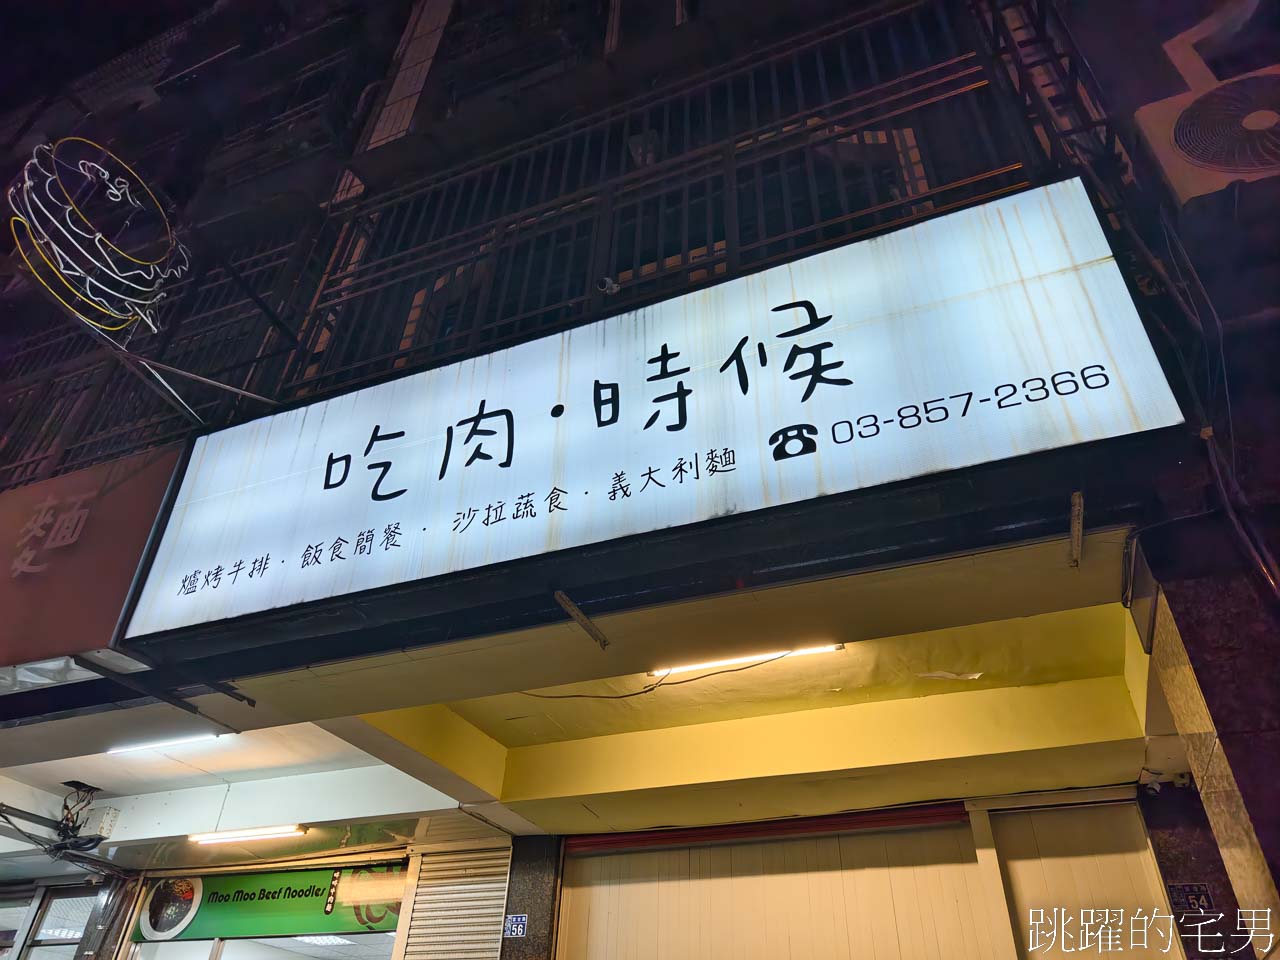 吃肉·時候
爐烤牛排·飯食簡餐·沙拉蔬食·義大利麵
☎03-857-2366
麵
Moo Moo Beef Noodles
56
54
跳躍的宅男